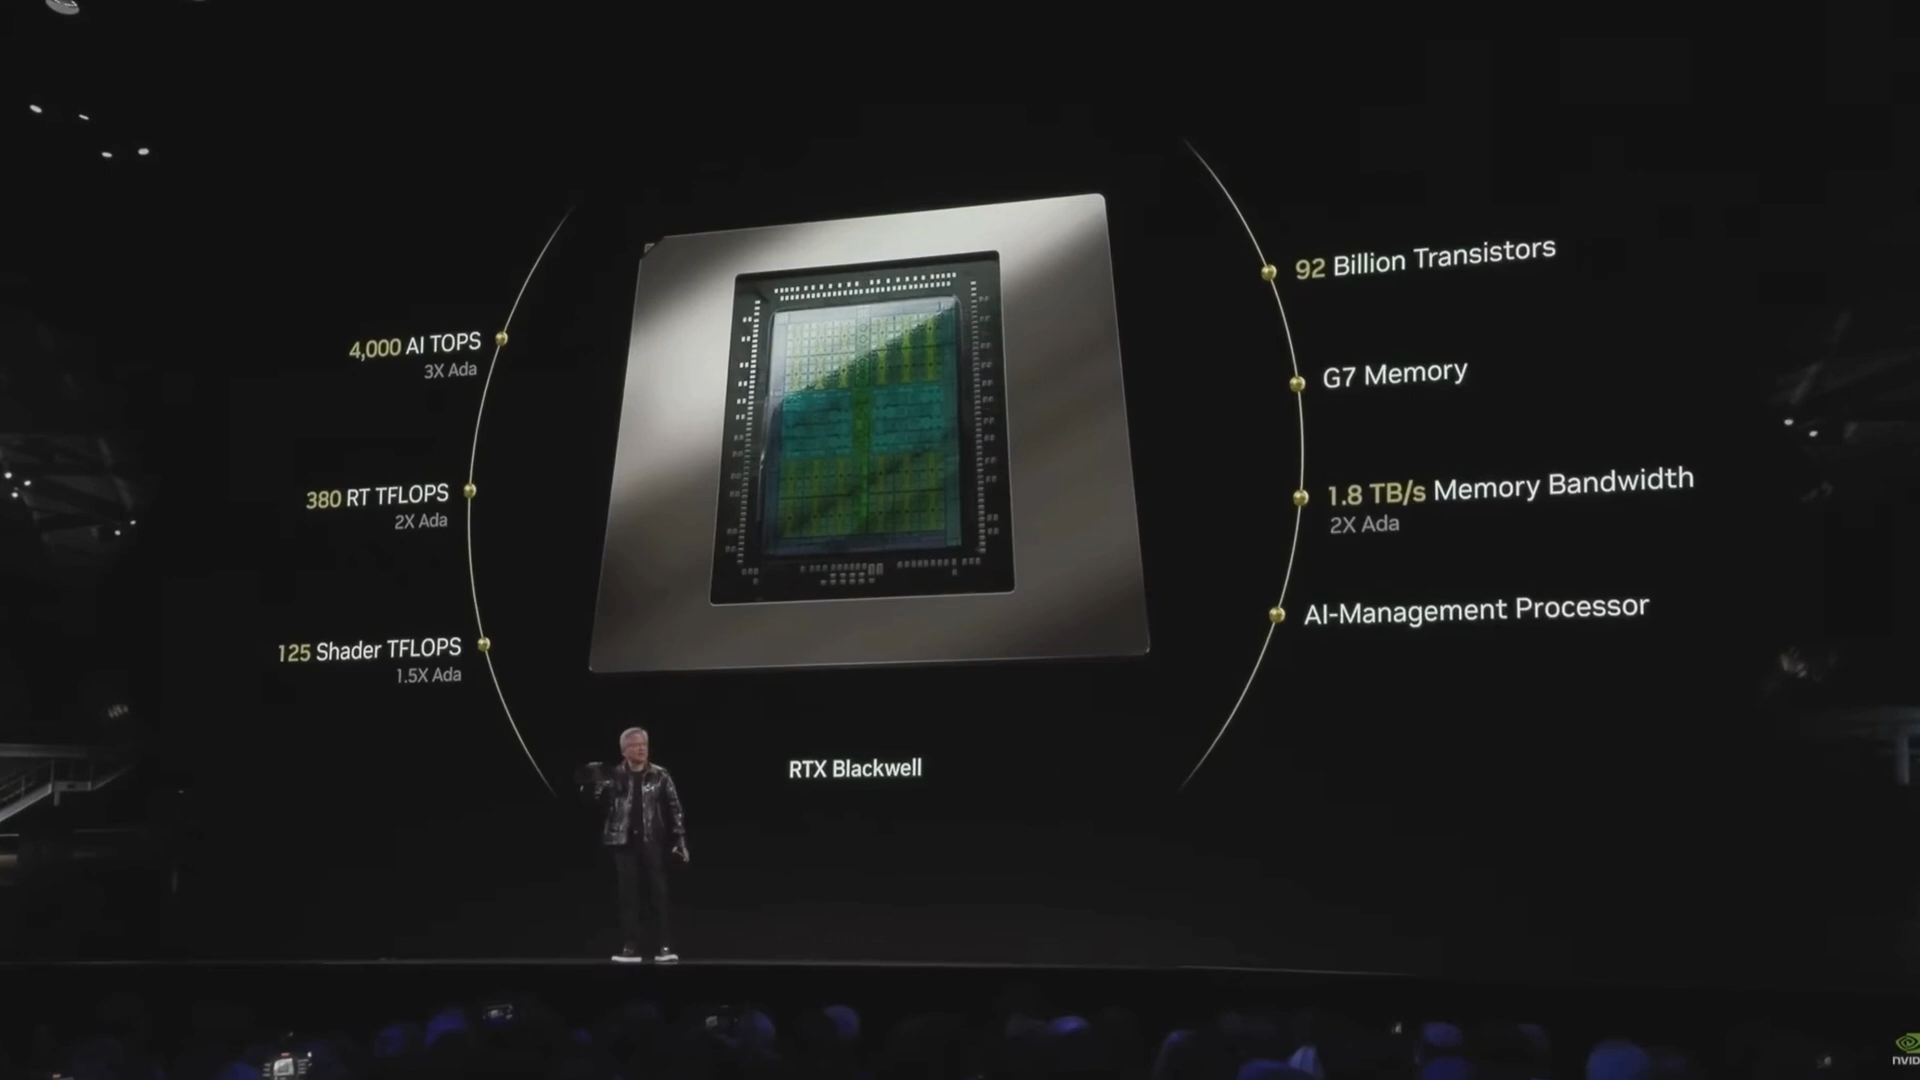 4,000 AI TOPS
3X Ada
380 RT TFLOPS
2X Ada
125 Shader TFLOPS
1.5X Ada
92 Billion Transistors
G7 Memory
1.8 TB/s Memory Bandwidth
2X Ada
AI-Management Processor
RTX Blackwell